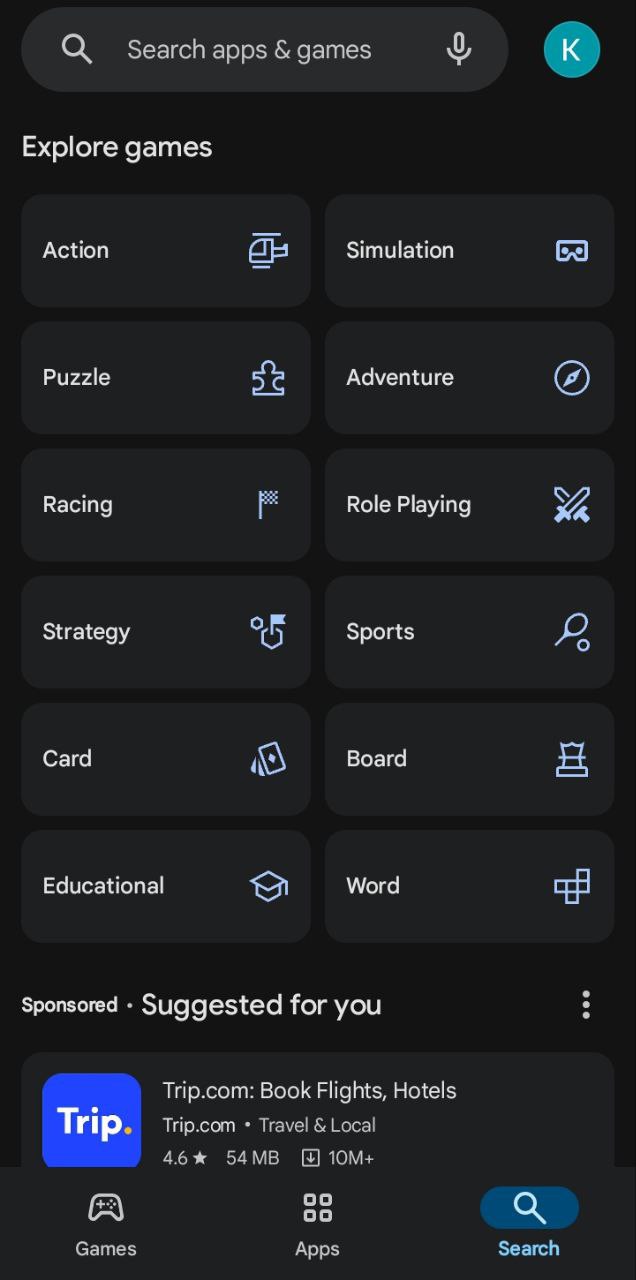 Search apps & games
K
Explore games
Action
Simulation
Puzzle
Adventure
Racing
Role Playing
Strategy
Sports
Card
Board
Educational
Word
Sponsored • Suggested for you
Trip.
Trip.com: Book Flights, Hotels
Trip.com • Travel & Local
4.6 ★ 54 MB 10M+
Games
Apps
Search